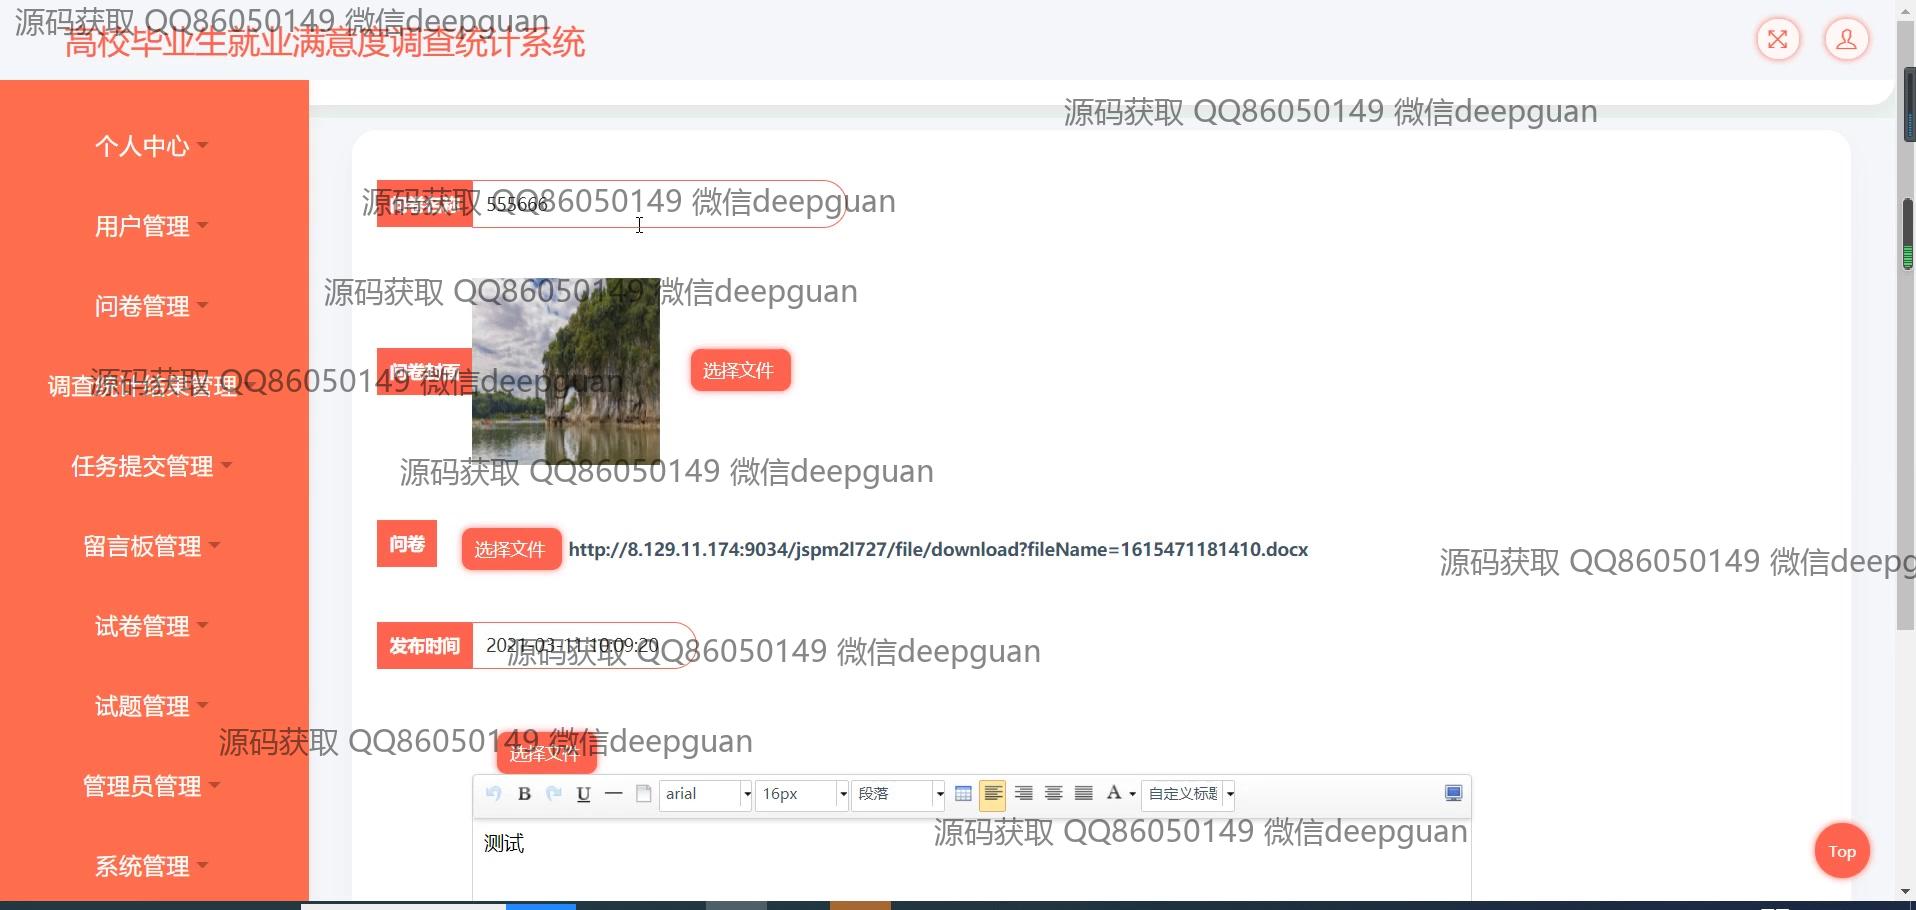 源码获取 QQ86050149 微信deepguan
高校毕业生就业满意度调查统计系统
源码获取 QQ86050149 微信deepguan
个人中心
源码获取 QQ86050149 微信deepguan
555666
用户管理
源码获取 QQ86050149 微信deepguan
问卷管理
问卷封面
选择文件
源码获取 QQ86050149 微信deepguan
调查统计结果管理
任务提交管理
源码获取 QQ86050149 微信deepguan
留言板管理
问卷
选择文件
http://8.129.11.174:9034/jspm2l727/file/download?fileName=1615471181410.docx
源码获取 QQ86050149 微信deepg
试卷管理
发布时间
2021-03-11 10:09:20
源码获取 QQ86050149 微信deepguan
试题管理
源码获取 QQ86050149 微信deepguan
选择文件
管理员管理
B
U
arial
16px
段落
A
自定义标题
源码获取 QQ86050149 微信deepguan
测试
Top
系统管理